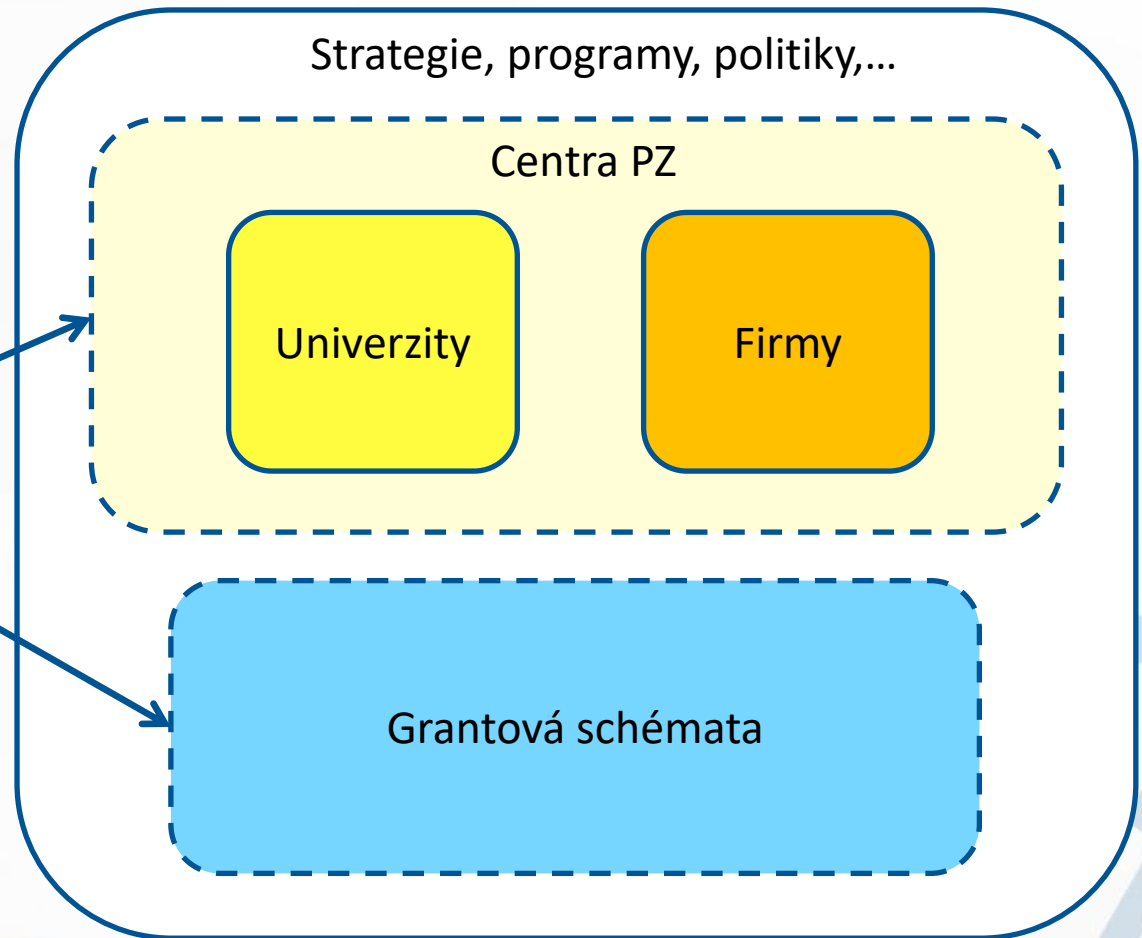 Strategie, programy, politiky,…
Centra PZ
Univerzity
Firmy
Grantová schémata